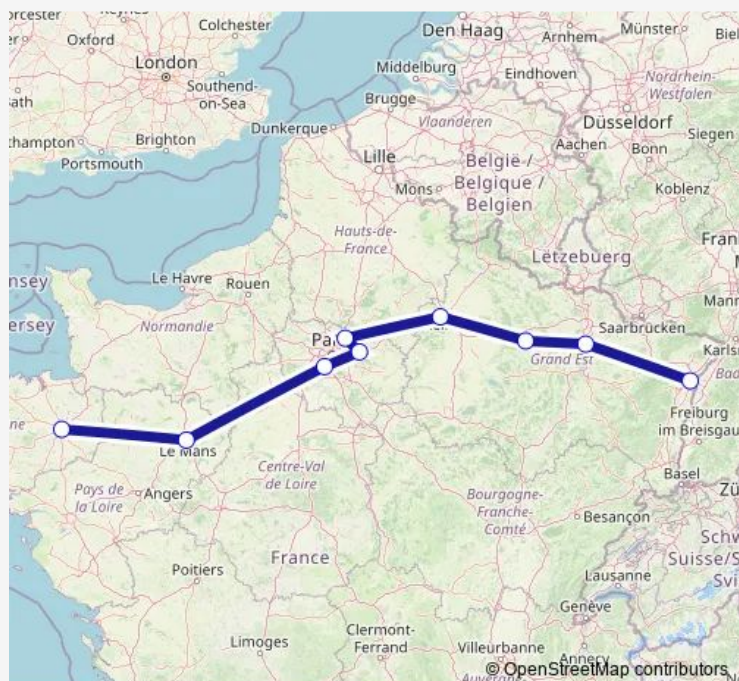 Den Haag
Arnhem
Münster
Colchester
Oxford
London
Middelburg
Eindhoven
Nordrhein-
Westfalen
Southend-
on-Sea
Brugge
Düsseldorf
Vlaanderen
Brighton
Dunkerque
Portsmouth
Lille
Aachen
Bonn
Siegen
België /
Belgique /
Belgien
Mons
Koblenz
Hauts-de-
France
Lëtzebuerg
Le Havre
Rouen
Normandie
Saarbrücken
Grand Est
Freiburg
im Breisgau
Le Mans
Pays de
la Loire
Angers
Centre-Val
de Loire
Basel
Bourgogne-
Franche-
Comté
Besançon
France
Poitiers
Lausanne
Genève
Limoges
Clermont-
Ferrand
Villeurbanne
Annecy
© OpenStreetMap contributors